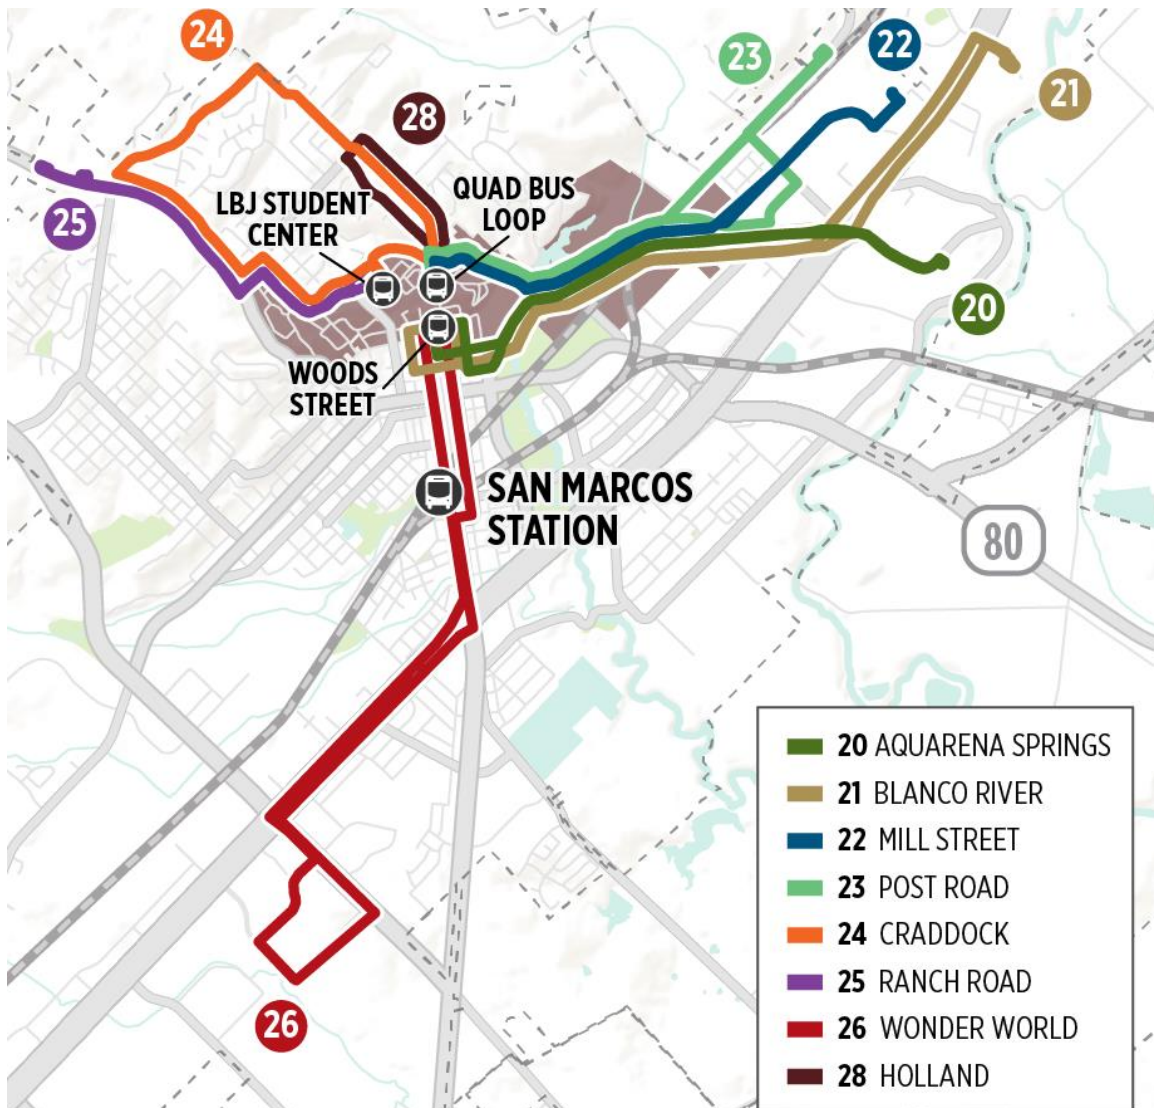 24
23
22
21
28
QUAD BUS
LOOP
LBJ STUDENT
CENTER
25
20
WOODS
STREET
SAN MARCOS
STATION
80
26
20 AQUARENA SPRINGS
21 BLANCO RIVER
22 MILL STREET
23 POST ROAD
24 CRADDOCK
25 RANCH ROAD
26 WONDER WORLD
28 HOLLAND